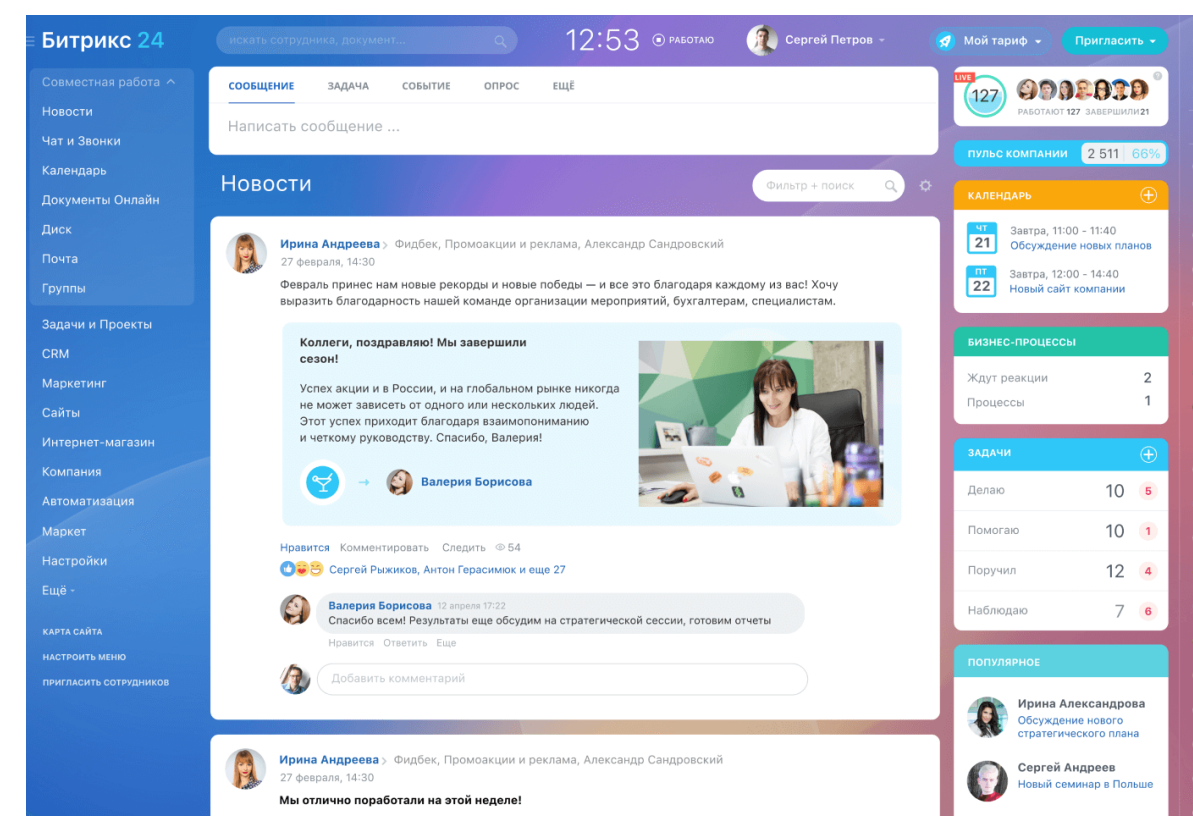 Битрикс 24
искать сотрудника, документ...
12:53
РАБОТАЮ
Сергей Петров
Мой тариф
Пригласить
Совместная работа
Новости
Чат и Звонки
Календарь
Документы Онлайн
Диск
Почта
Группы
Задачи и Проекты
CRM
Маркетинг
Сайты
Интернет-магазин
Компания
Автоматизация
Маркет
Настройки
Ещё
КАРТА САЙТА
НАСТРОИТЬ МЕНЮ
ПРИГЛАСИТЬ СОТРУДНИКОВ
СООБЩЕНИЕ ЗАДАЧА СОБЫТИЕ ОПРОС ЕЩЁ
Написать сообщение ...
Новости
Фильтр + поиск
Ирина Андреева > Фидбек, Промоакции и реклама, Александр Сандровский
27 февраля, 14:30
Февраль принес нам новые рекорды и новые победы — и все это благодаря каждому из вас! Хочу
выразить благодарность нашей команде организации мероприятий, бухгалтерам, специалистам.
Коллеги, поздравляю! Мы завершили
сезон!
Успех акции и в России, и на глобальном рынке никогда
не может зависеть от одного или нескольких людей.
Этот успех приходит благодаря взаимопониманию
и четкому руководству. Спасибо, Валерия!
Валерия Борисова
Нравится Комментировать Следить 54
Сергей Рыжиков, Антон Герасимюк и еще 27
Валерия Борисова 12 апреля 17:22
Спасибо всем! Результаты еще обсудим на стратегической сессии, готовим отчеты
Нравится Ответить Еще
Добавить комментарий
Ирина Андреева > Фидбек, Промоакции и реклама, Александр Сандровский
27 февраля, 14:30
Мы отлично поработали на этой неделе!
LIVE
127
?
РАБОТАЮТ 127 ЗАВЕРШИЛИ 21
ПУЛЬС КОМПАНИИ 2 511 66%
КАЛЕНДАРЬ
ЧТ
21
Завтра, 11:00 - 11:40
Обсуждение новых планов
ПТ
22
Завтра, 12:00 - 14:40
Новый сайт компании
БИЗНЕС-ПРОЦЕССЫ
Ждут реакции 2
Процессы 1
ЗАДАЧИ
Делаю 10 5
Помогаю 10 1
Поручил 12 4
Наблюдаю 7 6
ПОПУЛЯРНОЕ
Ирина Александрова
Обсуждение нового
стратегического плана
Сергей Андреев
Новый семинар в Польше